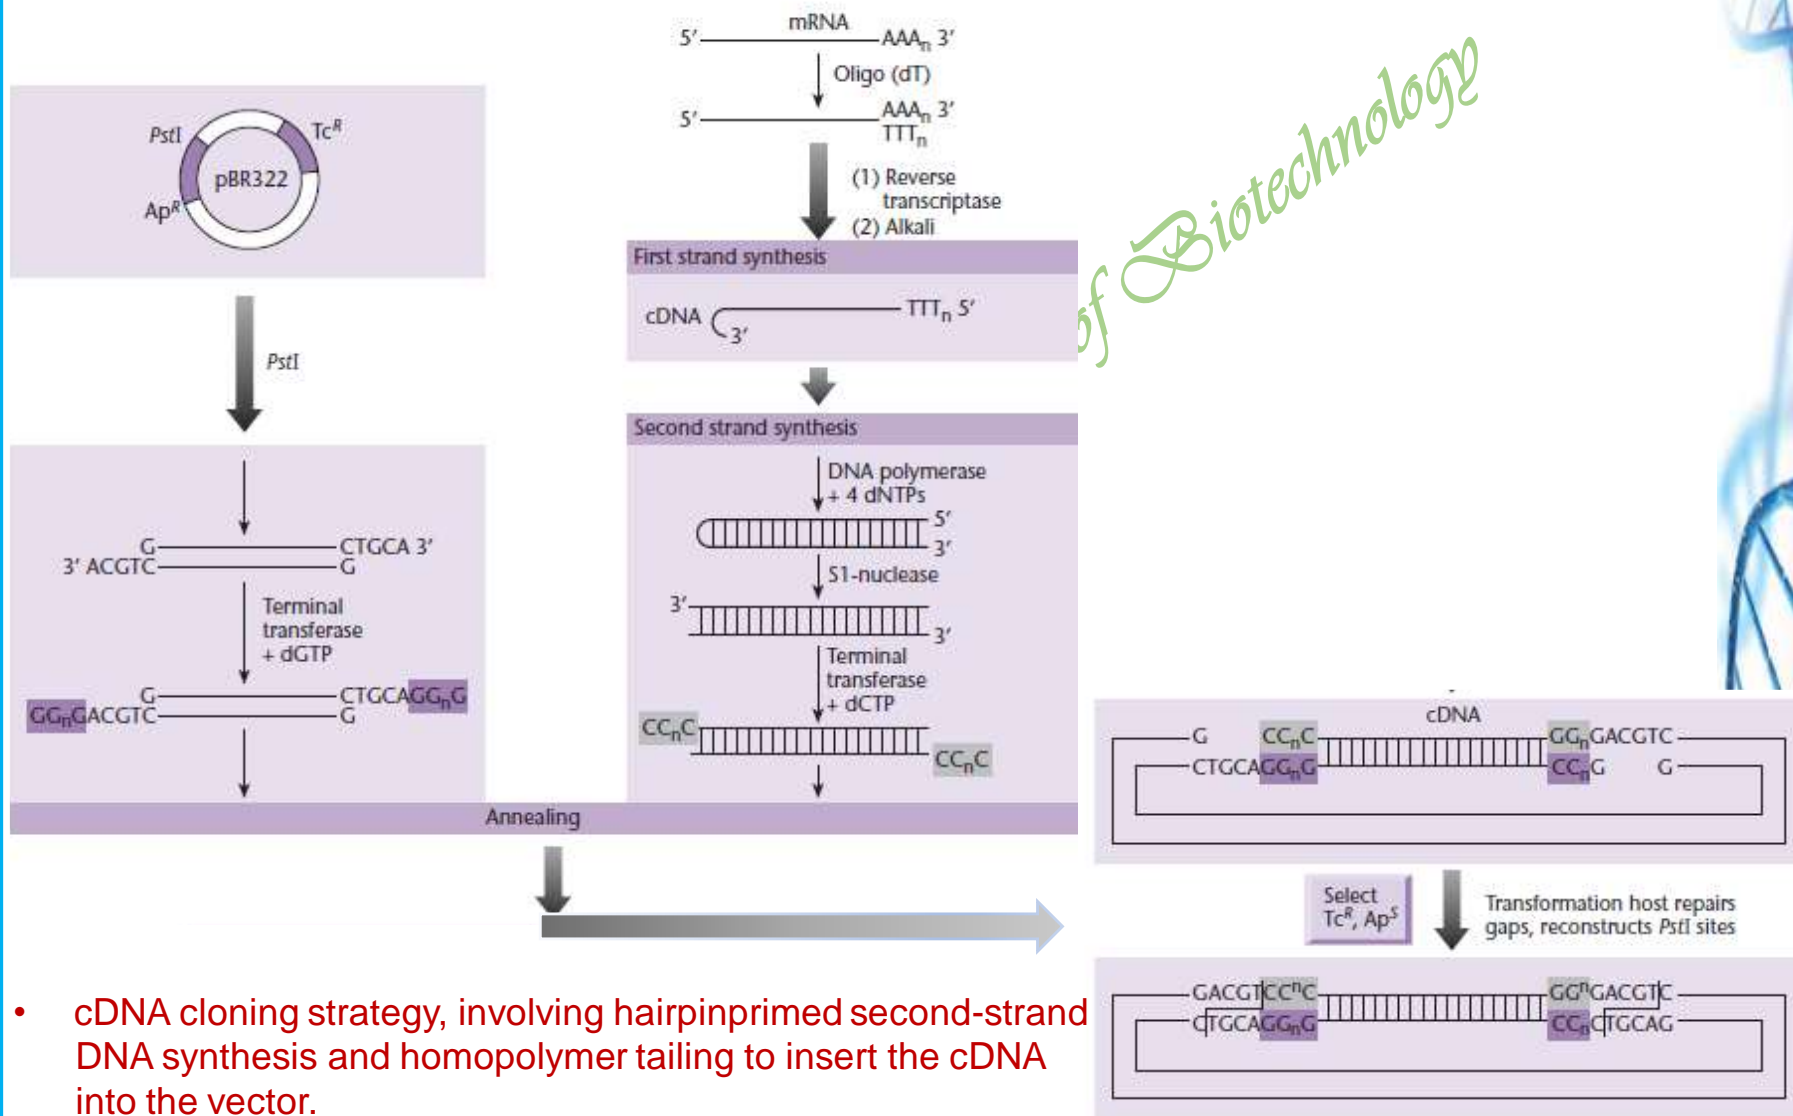 mRNA
5′ AAAn 3′
Oligo (dT)
5′ AAAn 3′
TTTn
(1) Reverse
transcriptase
(2) Alkali
First strand synthesis
cDNA 3′ TTTn 5′
Second strand synthesis
DNA polymerase
+ 4 dNTPs
5′
3′
S1-nuclease
3′
3′
Terminal
transferase
+ dCTP
CCnC
CCnC
PstI
TcR
pBR322
ApR
PstI
G CTGCA 3′
3′ ACGTC G
Terminal
transferase
+ dGTP
G CTGCAGGnG
GGnGACGTC G
Annealing
of Biotechnology
cDNA
G CCnC GGnGACGTC
CTGCAGGnG CCnG G
Select
TcR, ApS
Transformation host repairs
gaps, reconstructs PstI sites
GACGTCCnC GGnGACGTC
CTGCAGGnG CCnCTGCAG
• cDNA cloning strategy, involving hairpinprimed second-strand
DNA synthesis and homopolymer tailing to insert the cDNA
into the vector.